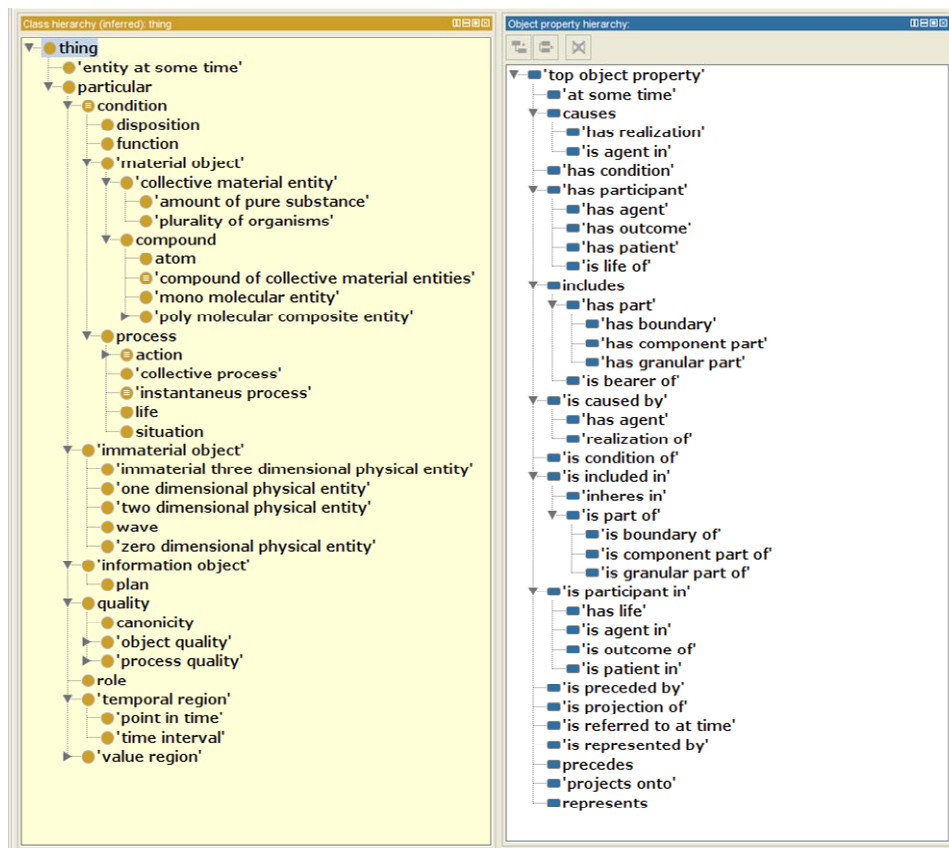 Class hierarchy (inferred): thing
thing
'entity at some time'
particular
condition
disposition
function
'material object'
'collective material entity'
'amount of pure substance'
'plurality of organisms'
compound
atom
'compound of collective material entities'
'mono molecular entity'
'poly molecular composite entity'
process
action
'collective process'
'instantaneus process'
life
situation
'immaterial object'
'immaterial three dimensional physical entity'
'one dimensional physical entity'
'two dimensional physical entity'
wave
'zero dimensional physical entity'
'information object'
plan
quality
canonicity
'object quality'
'process quality'
role
'temporal region'
'point in time'
'time interval'
'value region'
Object property hierarchy:
'top object property'
'at some time'
causes
'has realization'
'is agent in'
'has condition'
'has participant'
'has agent'
'has outcome'
'has patient'
'is life of'
includes
'has part'
'has boundary'
'has component part'
'has granular part'
'is bearer of'
'is caused by'
'has agent'
'realization of'
'is condition of'
'is included in'
'inheres in'
'is part of'
'is boundary of'
'is component part of'
'is granular part of'
'is participant in'
'has life'
'is agent in'
'is outcome of'
'is patient in'
'is preceded by'
'is projection of'
'is referred to at time'
'is represented by'
precedes
'projects onto'
represents